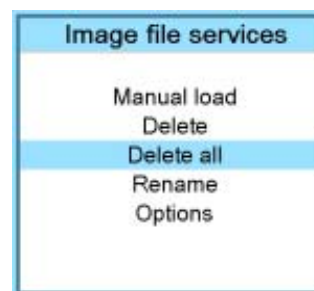 Image file services
Manual load
Delete
Delete all
Rename
Options